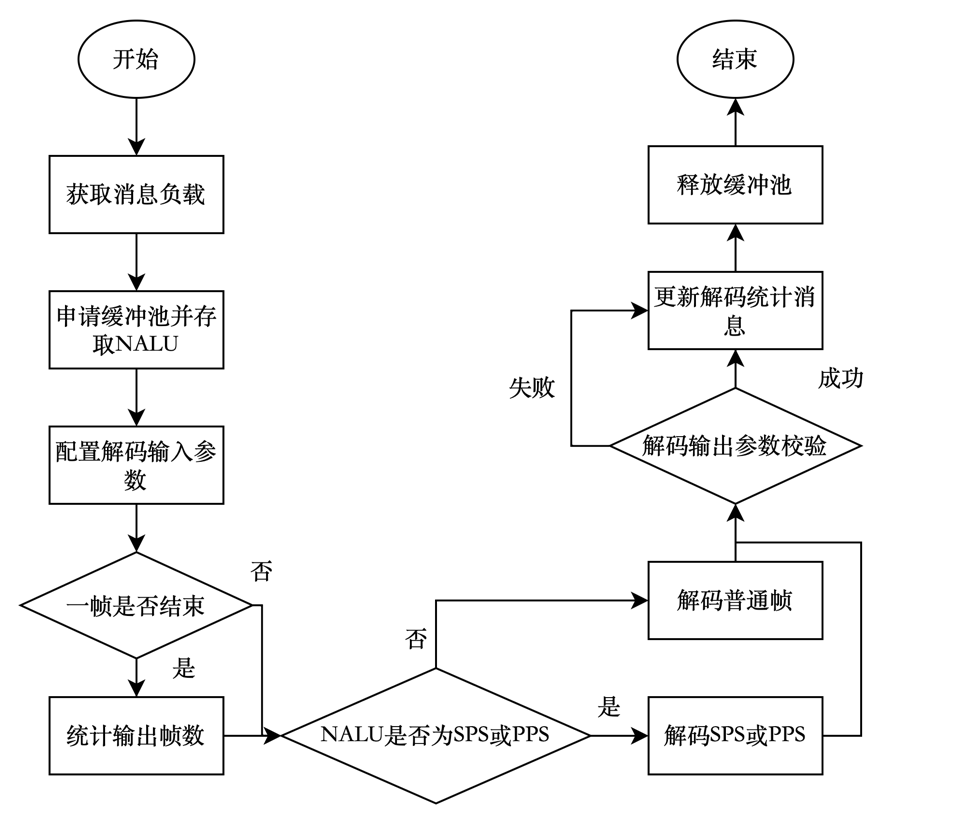 开始
获取消息负载
申请缓冲池并存
取NALU
配置解码输入参
数
一帧是否结束
否
是
统计输出帧数
NALU是否为SPS或PPS
否
是
解码普通帧
解码SPS或PPS
解码输出参数校验
失败
成功
更新解码统计消
息
释放缓冲池
结束